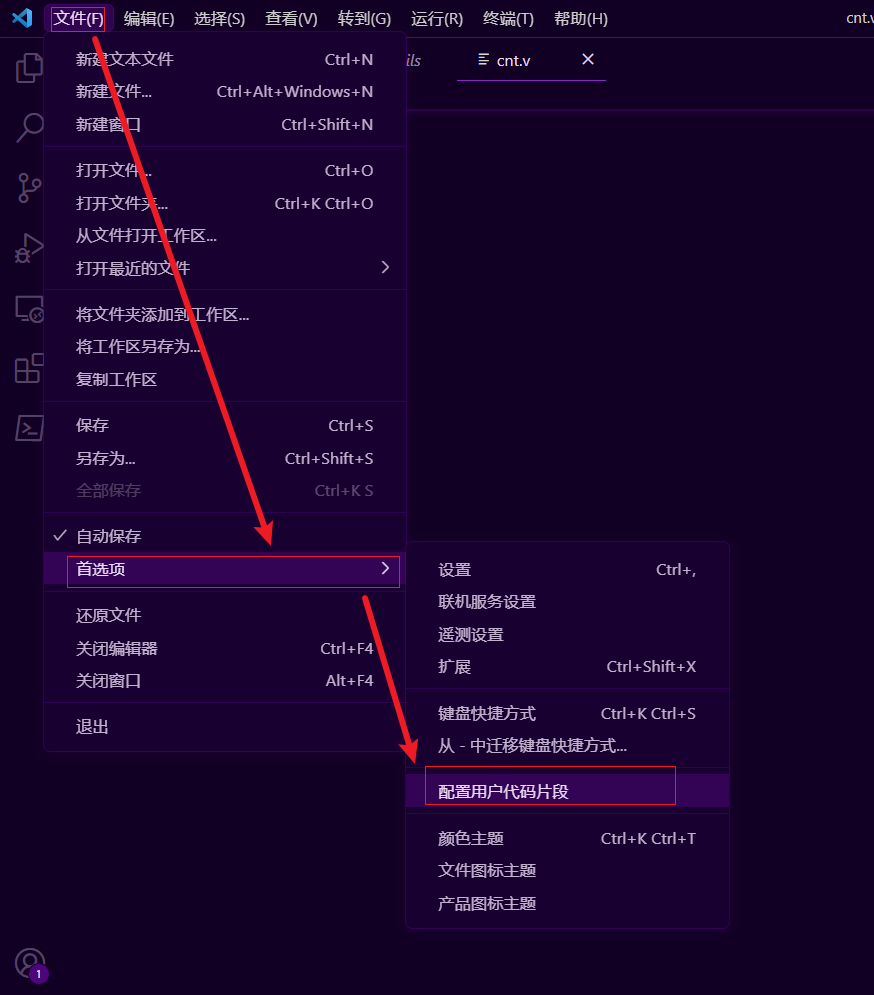 文件(F) 编辑(E) 选择(S) 查看(V) 转到(G) 运行(R) 终端(T) 帮助(H) cnt.v
ils cnt.v
新建文本文件 Ctrl+N
新建文件... Ctrl+Alt+Windows+N
新建窗口 Ctrl+Shift+N
打开文件... Ctrl+O
打开文件夹... Ctrl+K Ctrl+O
从文件打开工作区...
打开最近的文件
将文件夹添加到工作区...
将工作区另存为...
复制工作区
保存 Ctrl+S
另存为... Ctrl+Shift+S
全部保存 Ctrl+K S
自动保存
首选项
还原文件
关闭编辑器 Ctrl+F4
关闭窗口 Alt+F4
退出
设置 Ctrl+,
联机服务设置
遥测设置
扩展 Ctrl+Shift+X
键盘快捷方式 Ctrl+K Ctrl+S
从 - 中迁移键盘快捷方式...
配置用户代码片段
颜色主题 Ctrl+K Ctrl+T
文件图标主题
产品图标主题
1